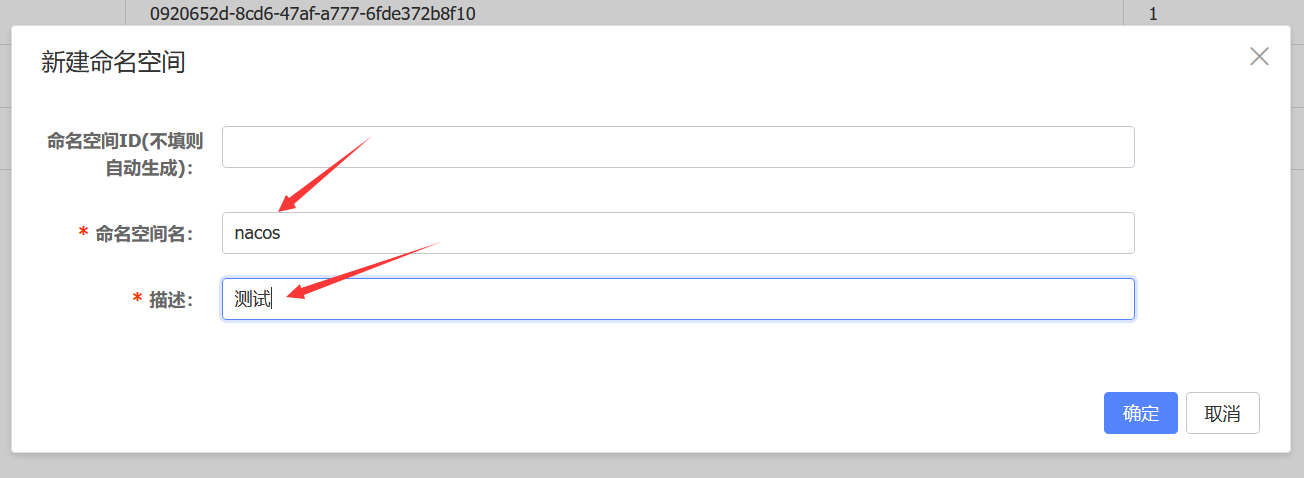 0920652d-8cd6-47af-a777-6fde372b8f10 1
新建命名空间
命名空间ID(不填则
自动生成)：
* 命名空间名： nacos
* 描述： 测试
确定 取消